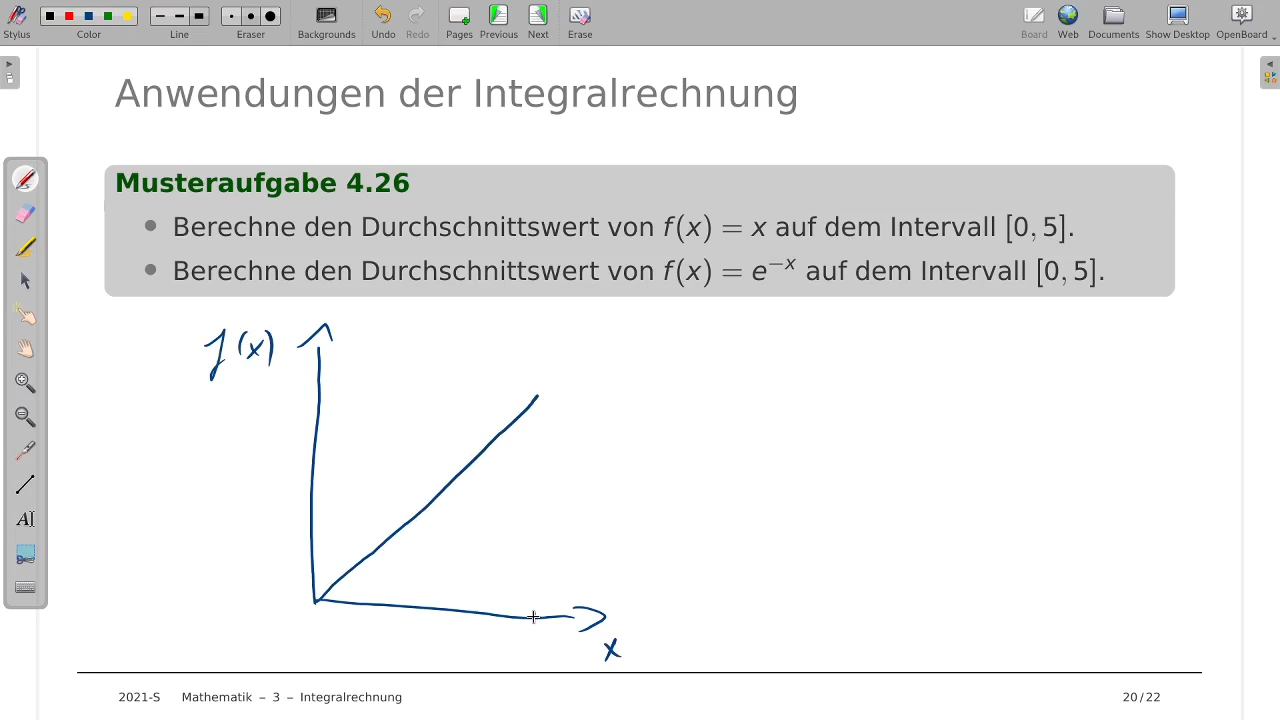 Stylus Color Line Eraser Backgrounds Undo Redo Pages Previous Next Erase Board Web Documents Show Desktop OpenBoard
Anwendungen der Integralrechnung
Musteraufgabe 4.26
• Berechne den Durchschnittswert von f(x) = x auf dem Intervall [0, 5].
• Berechne den Durchschnittswert von f(x) = e^{−x} auf dem Intervall [0, 5].
f(x)
x
AI
2021-S Mathematik – 3 – Integralrechnung 20 / 22